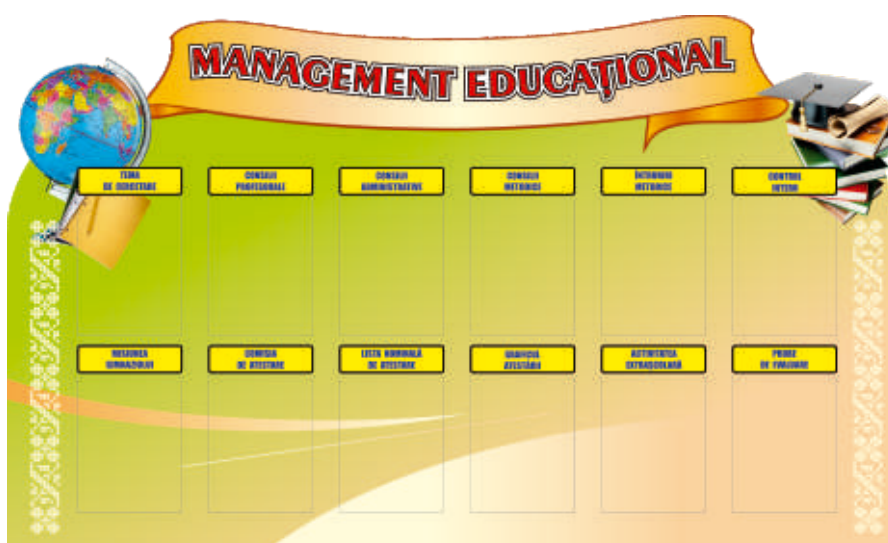 MANAGEMENT EDUCAȚIONAL
TEMA
DE CERCETARE
CONSILII
PROFESORALE
CONSILII
ADMINISTRATIVE
CONSILII
METODICE
ÎNTRUNIRI
METODICE
CONTROL
INTERN
MISIUNEA
GIMNAZIULUI
COMISIA
DE ATESTARE
LISTA NOMINALĂ
DE ATESTARE
GRAFICUL
ATESTĂRII
ACTIVITATEA
EXTRAȘCOLARĂ
PROBE
DE EVALUARE